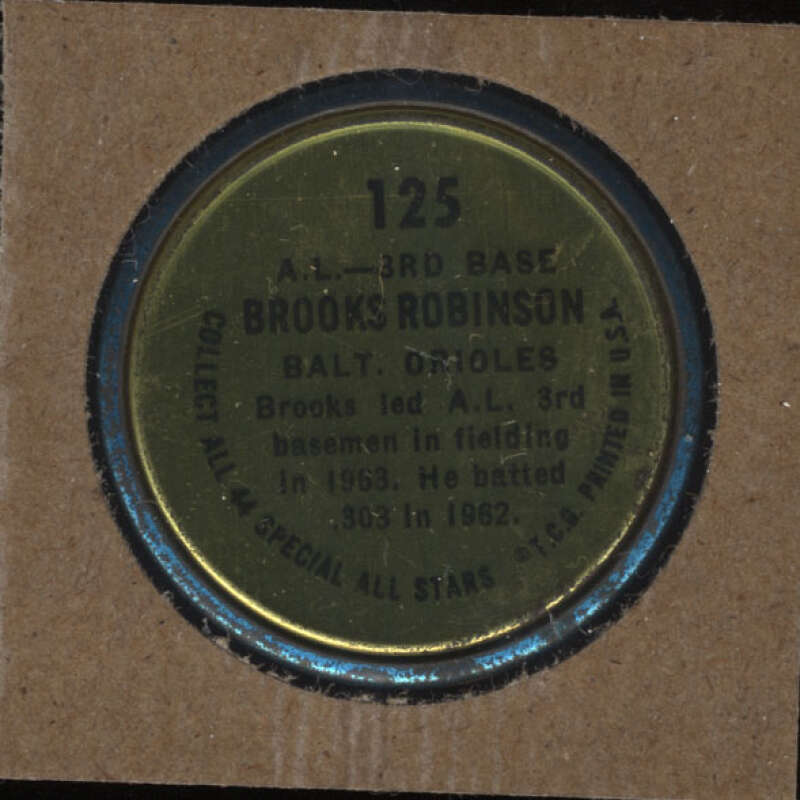 125
A.L.—3RD BASE
BROOKS ROBINSON
BALT. ORIOLES
Brooks led A.L. 3rd
basemen in fielding
in 1963. He batted
.303 in 1962.
COLLECT ALL 44 SPECIAL ALL STARS
©T.C.G. PRINTED IN U.S.A.